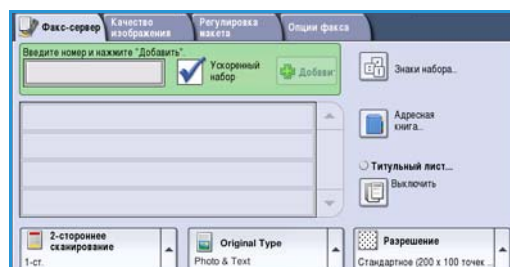 Факс-сервер
Качество изображения
Регулировка макета
Опции факса
Введите номер и нажмите "Добавить".
Ускоренный набор
Добавит
Знаки набора...
Адресная книга...
Титульный лист...
Выключить
2-стороннее сканирование
1-ст.
Original Type
Photo & Text
Разрешение
Стандартное (200 x 100 точек ...